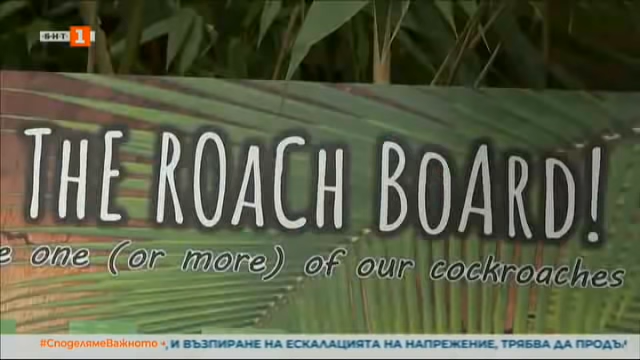 БНТ 1
THE ROACH BOARD!
e one (or more) of our cockroaches
#СподелямеВажното И ВЪЗПИРАНЕ НА ЕСКАЛАЦИЯТА НА НАПРЕЖЕНИЕ, ТРЯБВА ДА ПРОДЪЛ